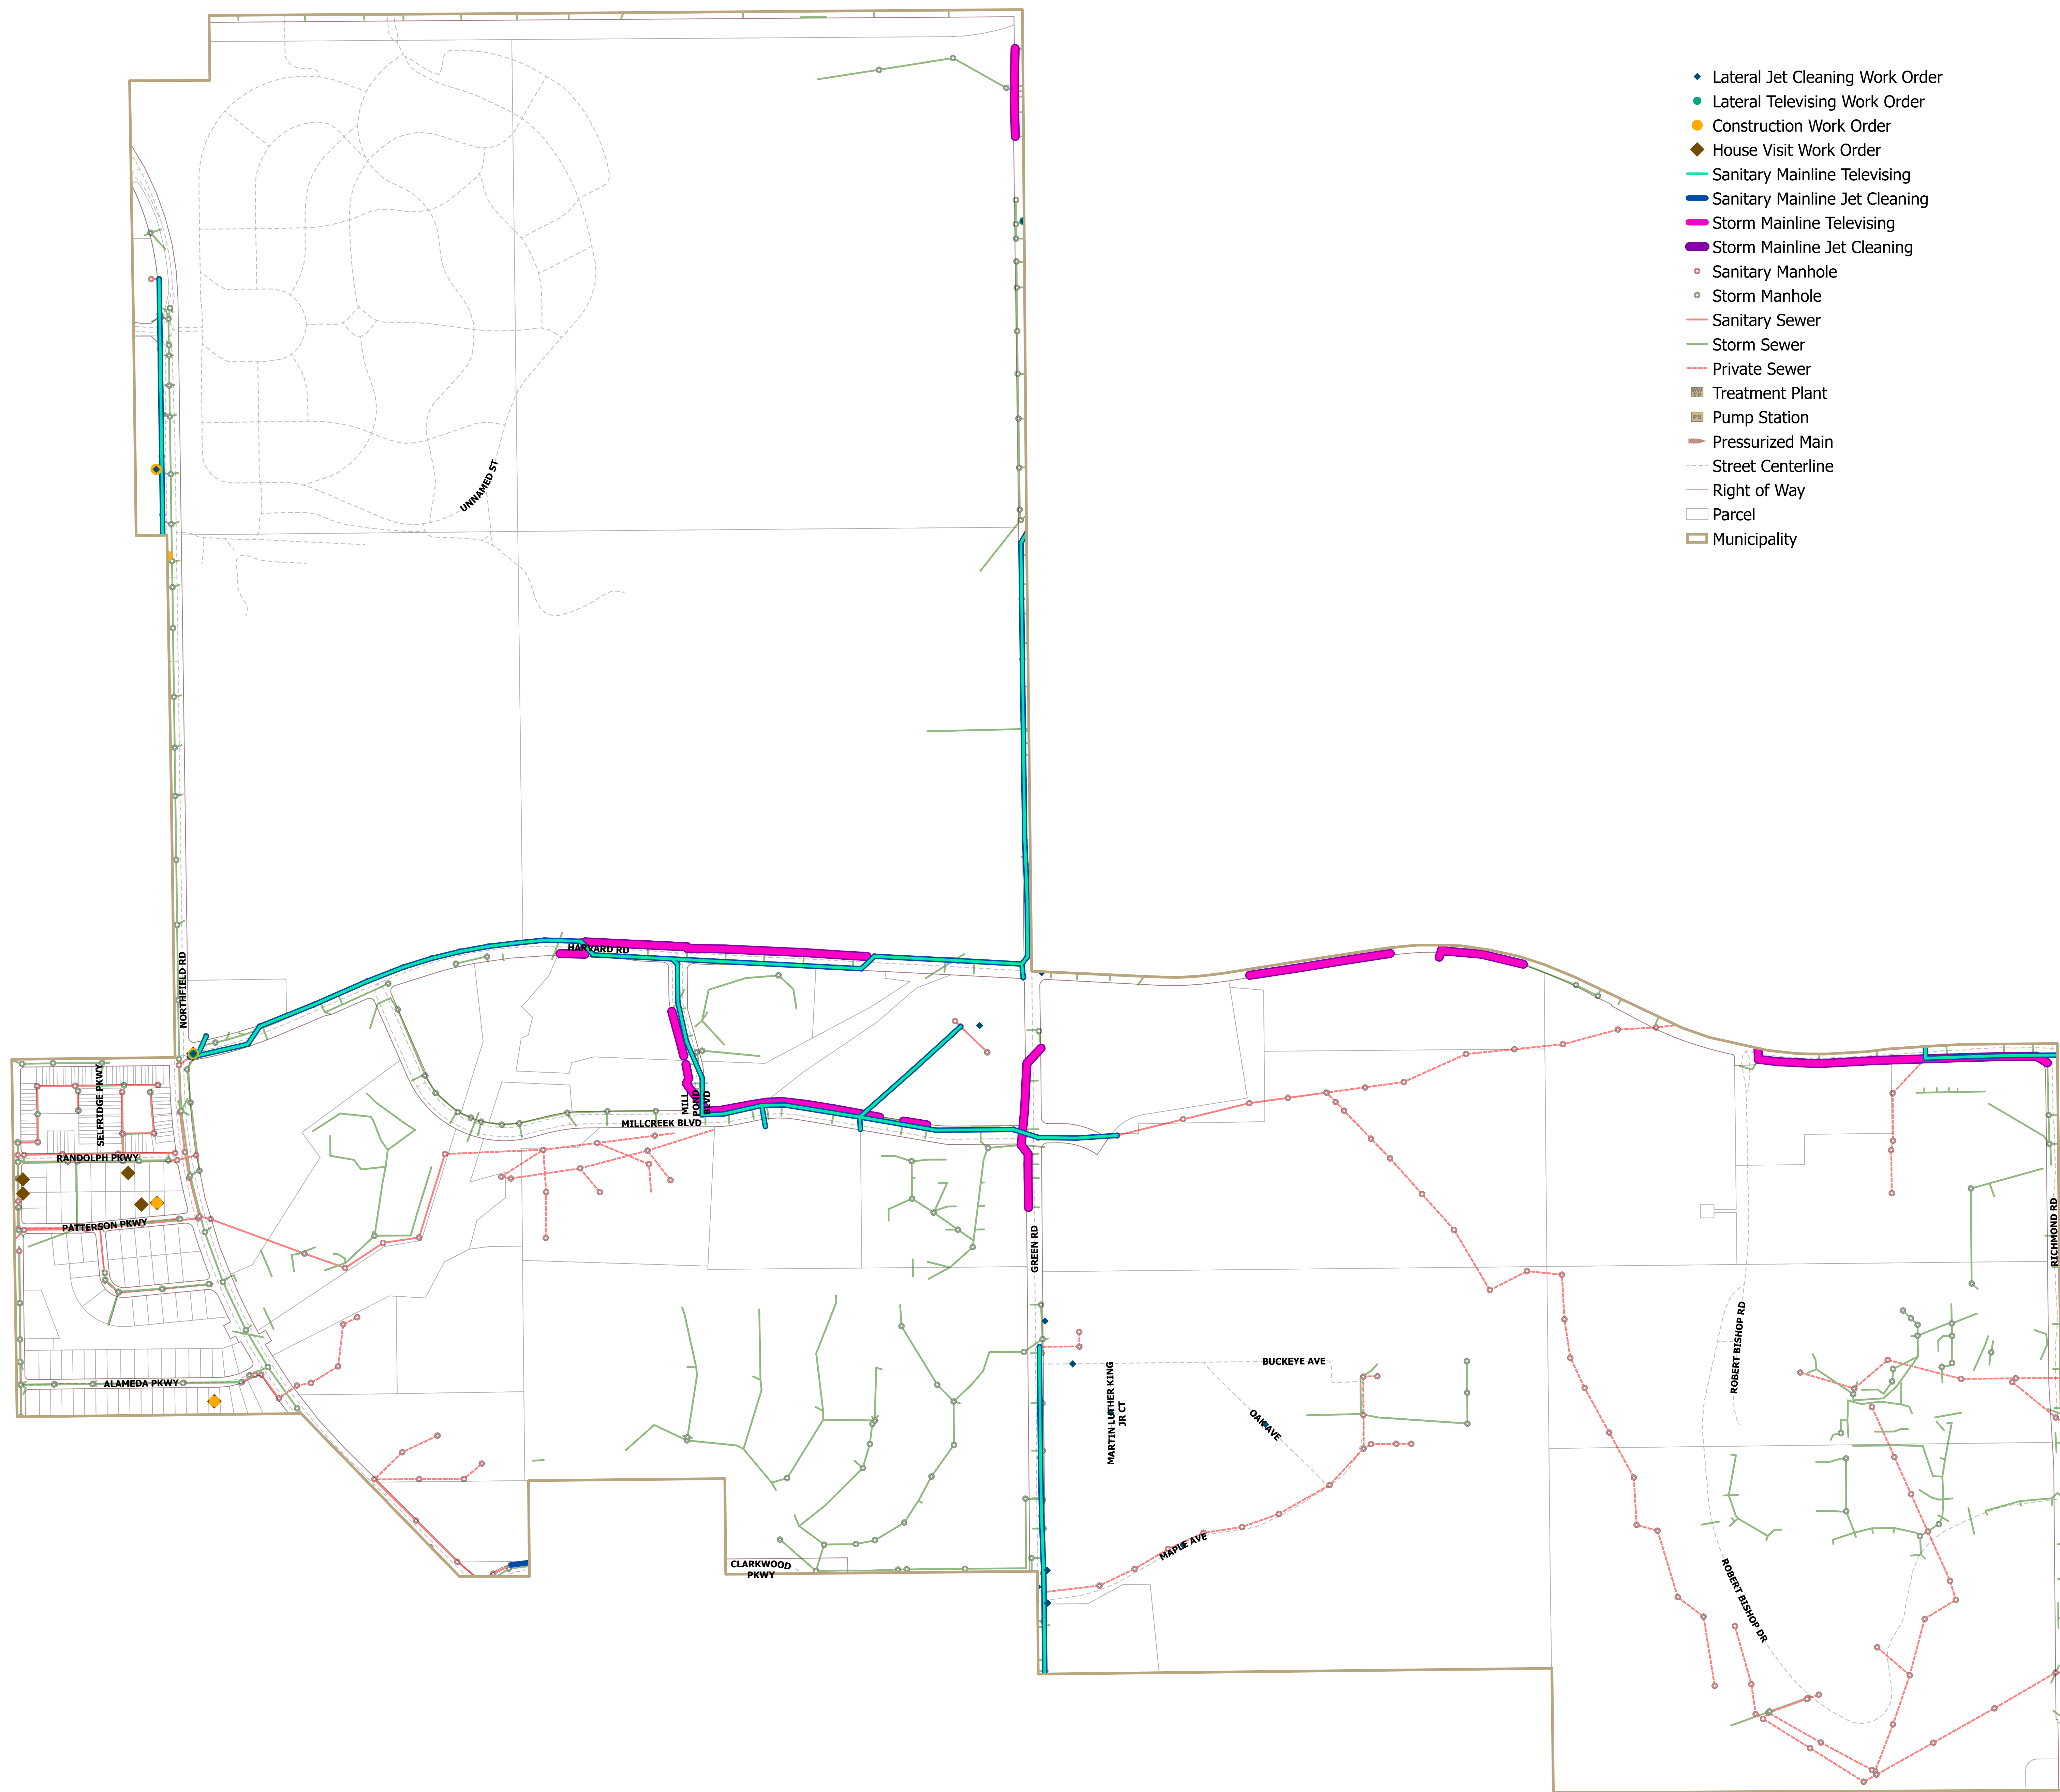 Lateral Jet Cleaning Work Order
Lateral Televising Work Order
Construction Work Order
House Visit Work Order
Sanitary Mainline Televising
Sanitary Mainline Jet Cleaning
Storm Mainline Televising
Storm Mainline Jet Cleaning
Sanitary Manhole
Storm Manhole
Sanitary Sewer
Storm Sewer
Private Sewer
Treatment Plant
Pump Station
Pressurized Main
Street Centerline
Right of Way
Parcel
Municipality
UNNAMED ST
HARVARD RD
NORTHFIELD RD
SELFRIDGE PKWY
MILL
POND
BLVD
MILLCREEK BLVD
RANDOLPH PKWY
PATTERSON PKWY
GREEN RD
RICHMOND RD
ROBERT BISHOP RD
BUCKEYE AVE
ALAMEDA PKWY
MARTIN LUTHER KING
JR CT
OAK AVE
MAPLE AVE
CLARKWOOD
PKWY
ROBERT BISHOP DR